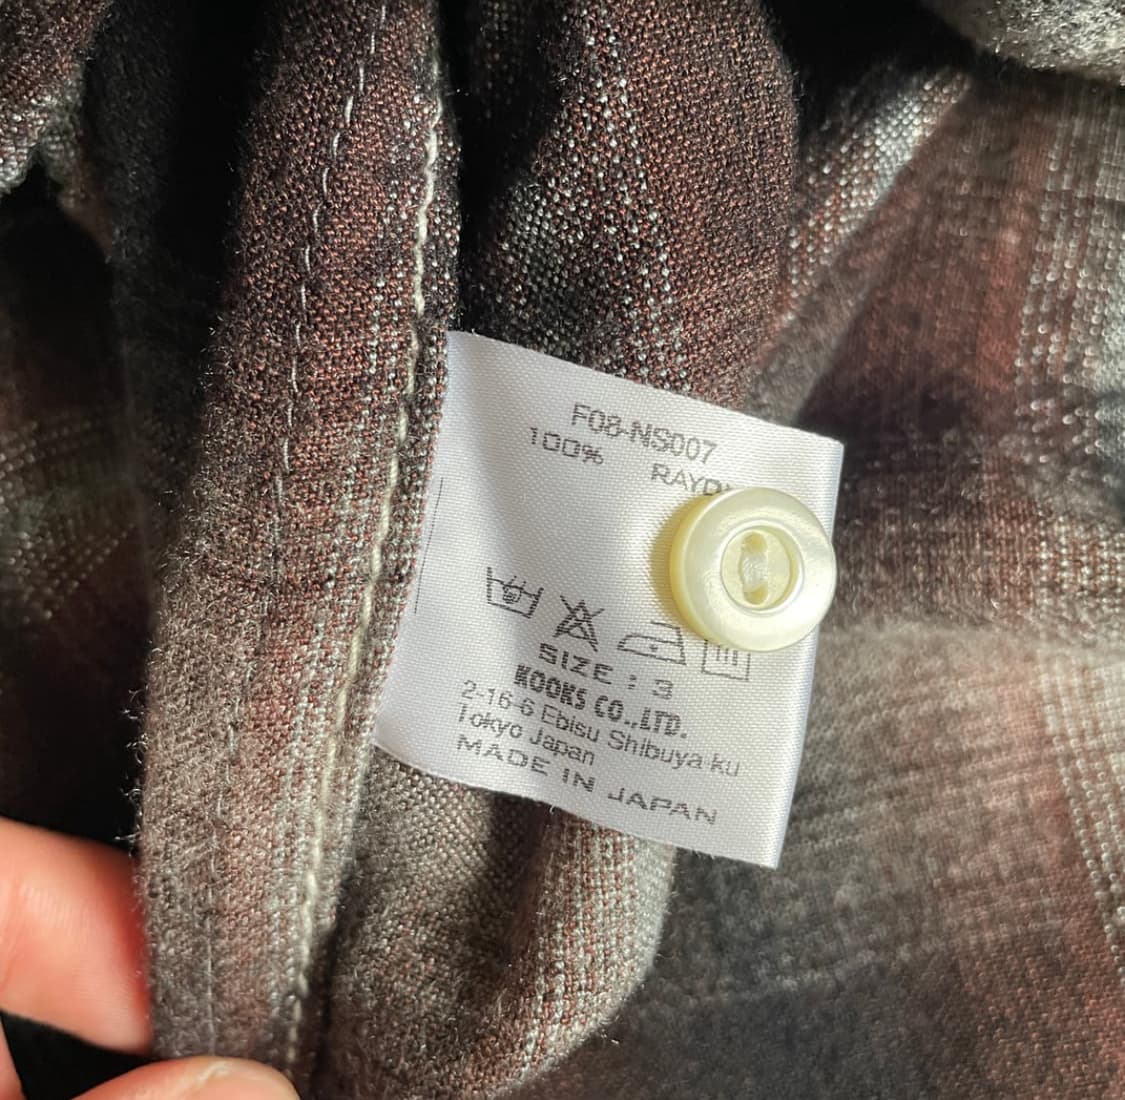 F08-NS007
100%
SIZE : 3
KOOKS CO.,LTD.
2-16-6 Ebisu Shibuya-ku
Tokyo Japan
MADE IN JAPAN